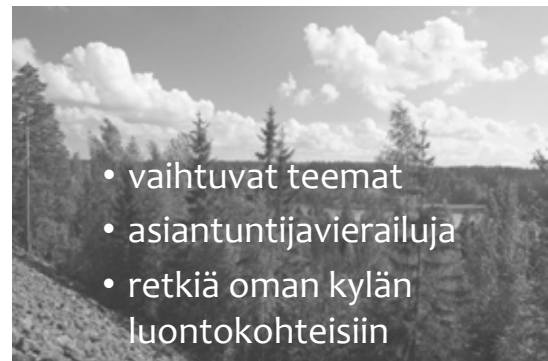 • vaihtuvat teemat
• asiantuntijavierailuja
• retkiä oman kylän
luontokohteisiin